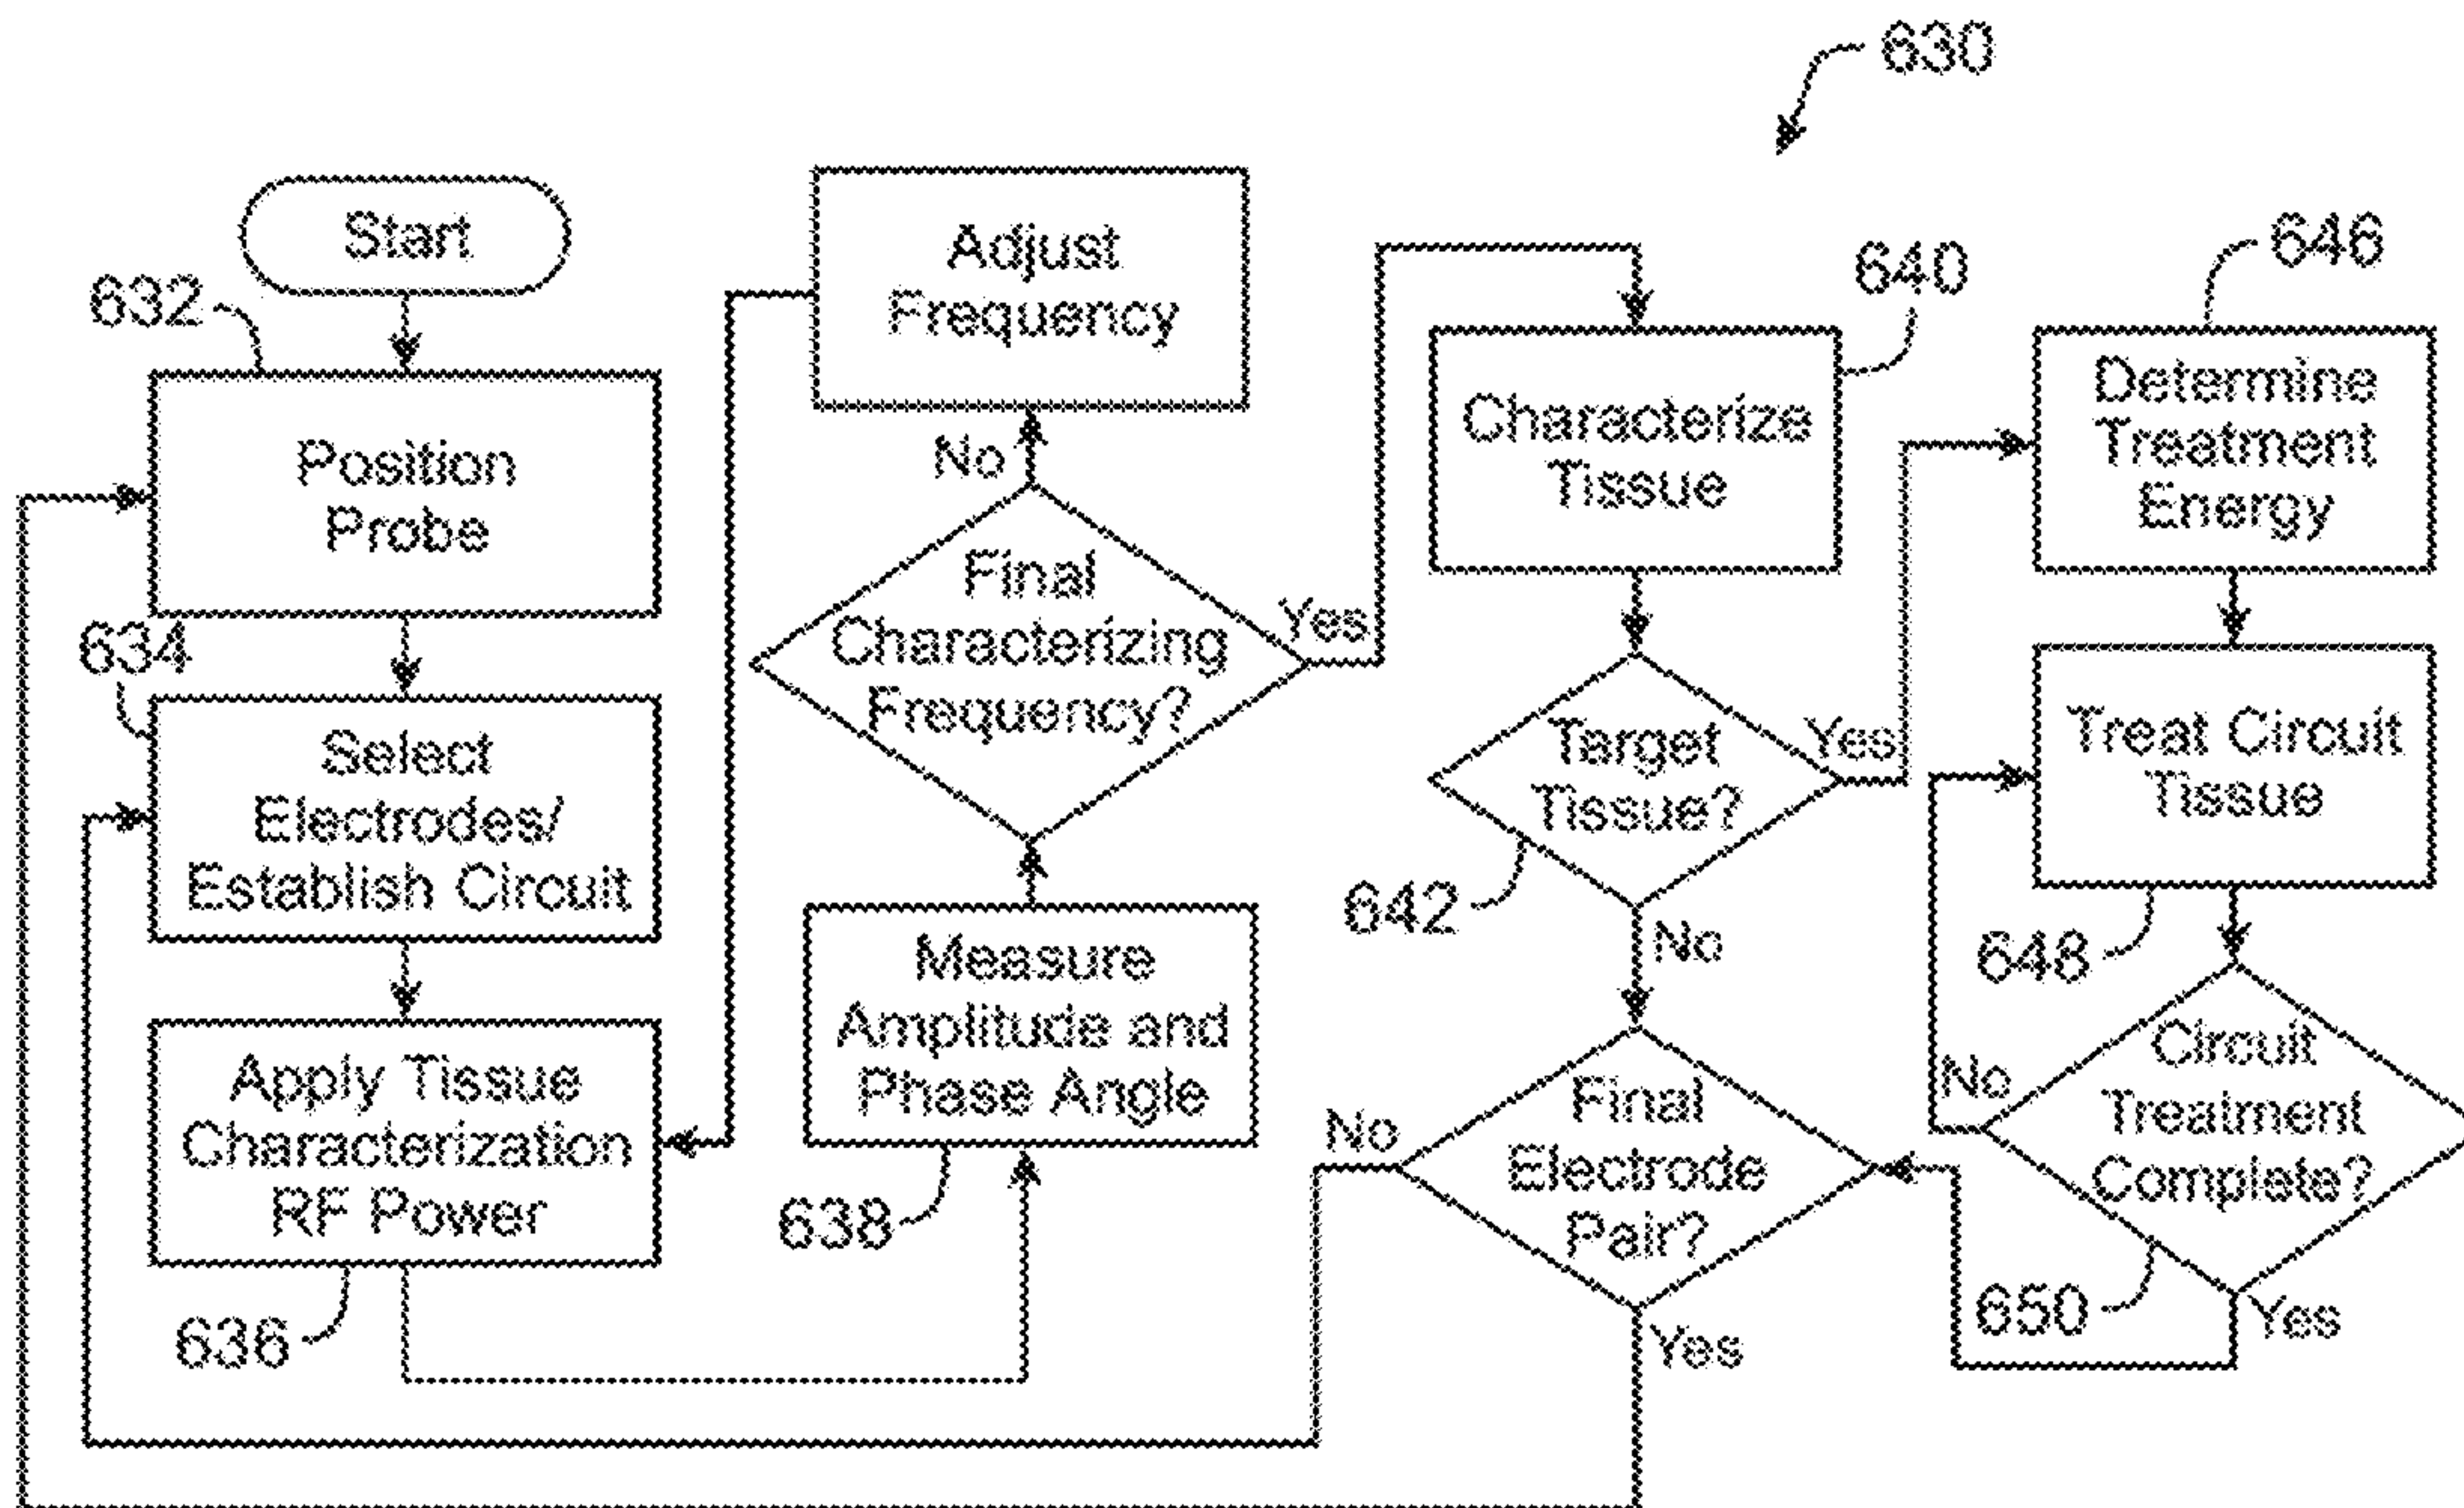 630
Start
632
Position
Probe
634
Select
Electrodes/
Establish Circuit
Apply Tissue
Characterization
RF Power
636
Adjust
Frequency
No
Final
Characterizing
Frequency?
Yes
Measure
Amplitude and
Phase Angle
638
640
Characterize
Tissue
Target
Tissue?
Yes
642
No
Final
Electrode
Pair?
No
Yes
646
Determine
Treatment
Energy
Treat Circuit
Tissue
648
Circuit
Treatment
Complete?
No
650
Yes